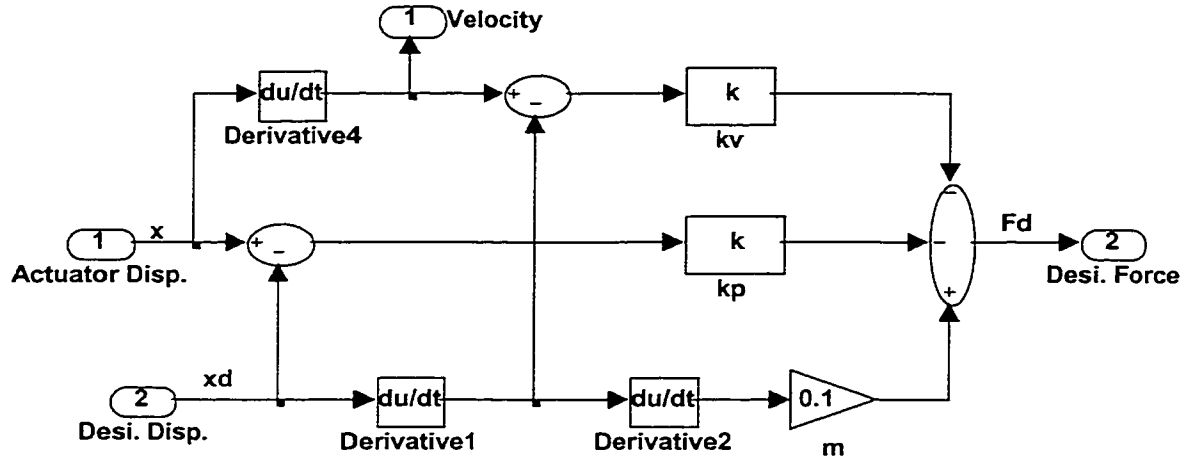 1 Velocity
du/dt
Derivative4
+
−
k
kv
1
x
Actuator Disp.
+
−
k
kp
−
−
+
Fd
2
Desi. Force
2
xd
Desi. Disp.
du/dt
Derivative1
du/dt
Derivative2
0.1
m